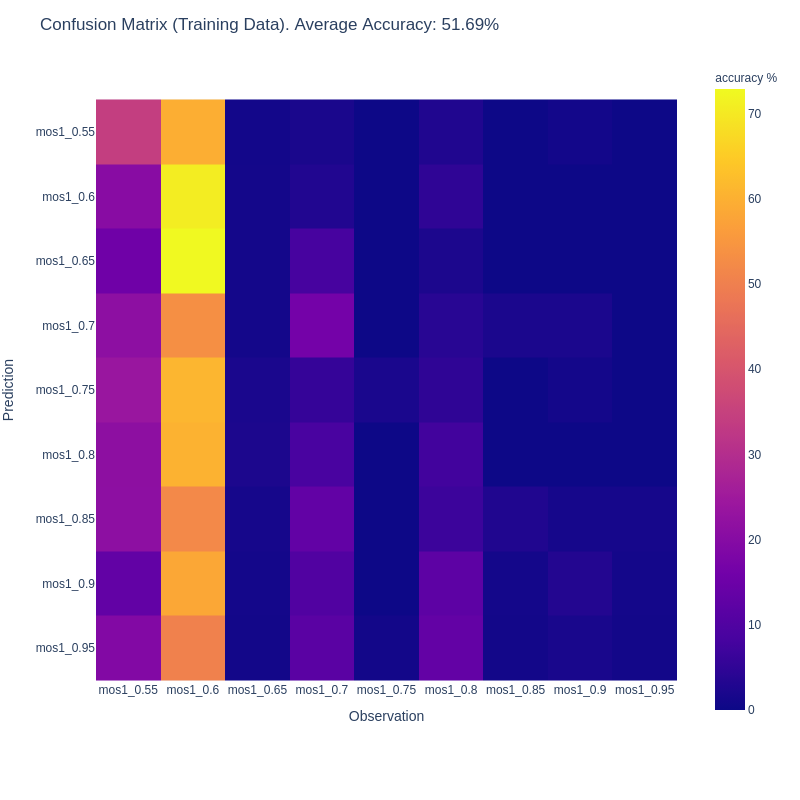 Confusion Matrix (Training Data). Average Accuracy: 51.69%
accuracy %
70
60
50
40
30
20
10
0
Prediction
mos1_0.55
mos1_0.6
mos1_0.65
mos1_0.7
mos1_0.75
mos1_0.8
mos1_0.85
mos1_0.9
mos1_0.95
mos1_0.55 mos1_0.6 mos1_0.65 mos1_0.7 mos1_0.75 mos1_0.8 mos1_0.85 mos1_0.9 mos1_0.95
Observation